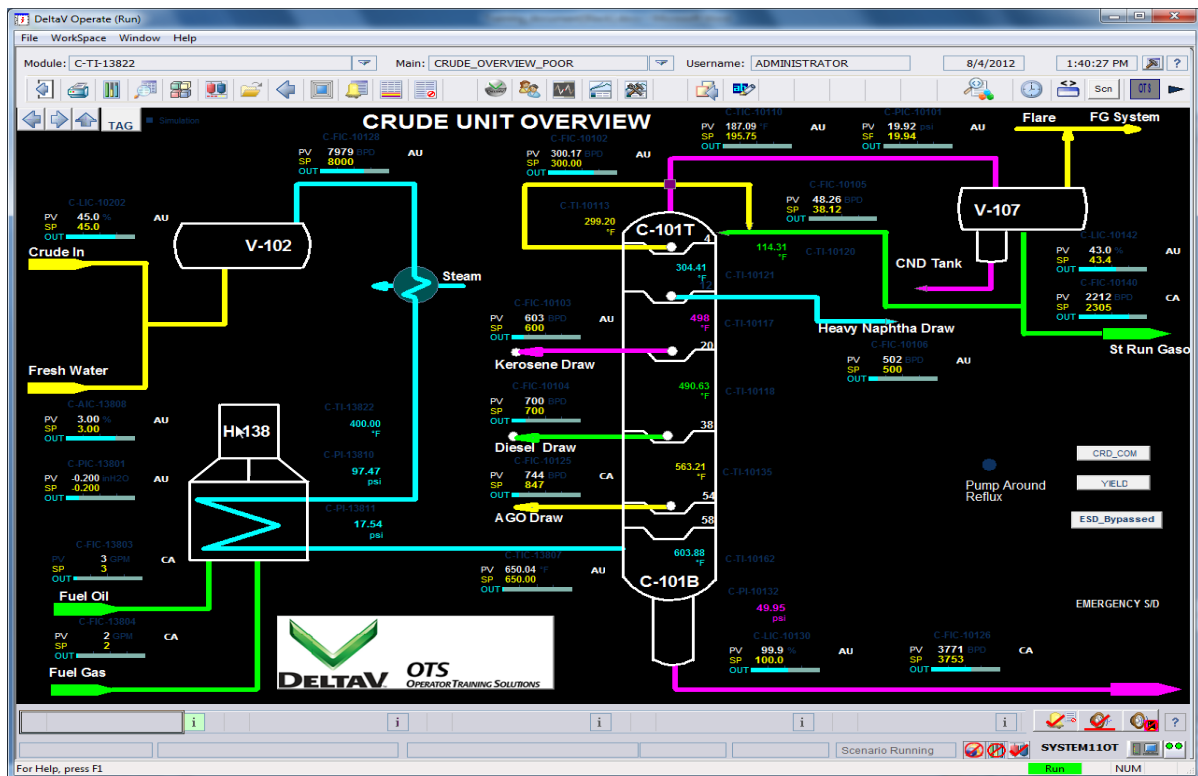 DeltaV Operate (Run)
File WorkSpace Window Help
Module: C-TI-13822 Main: CRUDE_OVERVIEW_POOR Username: ADMINISTRATOR 8/4/2012 1:40:27 PM ?
Scn OTS
TAG Simulation
CRUDE UNIT OVERVIEW
C-FIC-10128
PV 7979 BPD AU
SP 8000
OUT
C-FIC-10102
PV 300.17 BPD AU
SP 300.00
OUT
C-TIC-10110
PV 187.09 °F AU
SP 195.75
OUT
C-PIC-10101
PV 19.92 psi AU
SP 19.94
OUT
Flare FG System
C-LIC-10202
PV 45.0 % AU
SP 45.0
OUT
Crude In
V-102
Steam
Fresh Water
C-TI-10113
299.20
°F
C-101T
4
C-FIC-10105
PV 48.26 BPD AU
SP 38.12
OUT
114.31
°F
C-TI-10120
V-107
CND Tank
C-LIC-10142
PV 43.0 % AU
SP 43.4
OUT
C-FIC-10140
PV 2212 BPD CA
SP 2305
OUT
St Run Gaso
304.41
°F
C-TI-10121
12
Heavy Naphtha Draw
C-FIC-10106
PV 502 BPD AU
SP 500
OUT
C-FIC-10103
PV 603 BPD AU
SP 600
OUT
Kerosene Draw
498
°F
C-TI-10117
20
C-FIC-10104
PV 700 BPD
SP 700
OUT
Diesel Draw
490.63
°F
C-TI-10118
38
C-FIC-10125
PV 744 BPD CA
SP 847
OUT
AGO Draw
563.21
°F
C-TI-10135
54
58
C-AIC-13808
PV 3.00 % AU
SP 3.00
OUT
C-PIC-13801
PV -0.200 inH2O AU
SP -0.200
OUT
H-138
C-TI-13822
400.00
°F
C-PI-13810
97.47
psi
C-PI-13811
17.54
psi
C-FIC-13803
PV 3 GPM CA
SP 3
OUT
Fuel Oil
C-FIC-13804
PV 2 GPM CA
SP 2
OUT
Fuel Gas
C-TIC-13807
PV 650.04 °F AU
SP 650.00
OUT
603.88
°F
C-TI-10162
C-101B
C-PI-10132
49.95
psi
C-LIC-10130
PV 99.9 % AU
SP 100.0
OUT
C-FIC-10126
PV 3771 BPD CA
SP 3753
OUT
Pump Around
Reflux
CRD_COM
YIELD
ESD_Bypassed
EMERGENCY S/D
DELTAV OTS
OPERATOR TRAINING SOLUTIONS
i i i i i ?
Scenario Running SYSTEM11OT
For Help, press F1 Run NUM